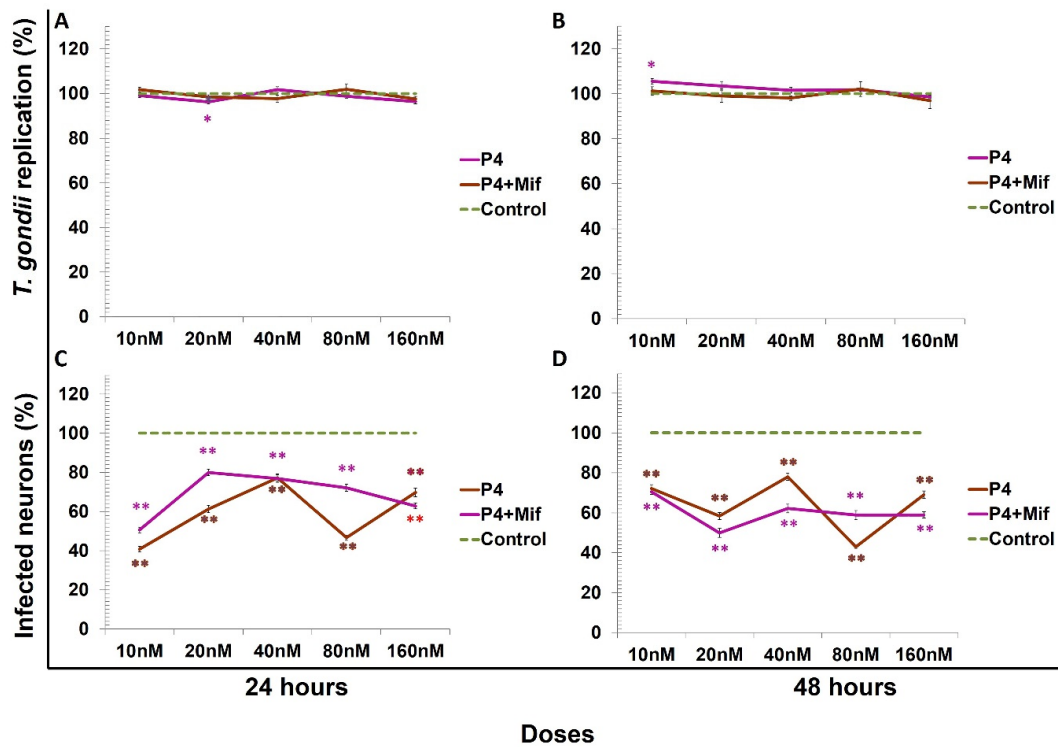 A
T. gondii replication (%)
120
100
80
60
40
20
0
*
P4
P4+Mif
Control
10nM 20nM 40nM 80nM 160nM
B
120
100
80
60
40
20
0
*
P4
P4+Mif
Control
10nM 20nM 40nM 80nM 160nM
C
Infected neurons (%)
120
100
80
60
40
20
0
** ** ** ** **
** ** ** ** **
P4
P4+Mif
Control
10nM 20nM 40nM 80nM 160nM
D
120
100
80
60
40
20
0
** ** ** ** **
** ** ** ** **
P4
P4+Mif
Control
10nM 20nM 40nM 80nM 160nM
24 hours
48 hours
Doses